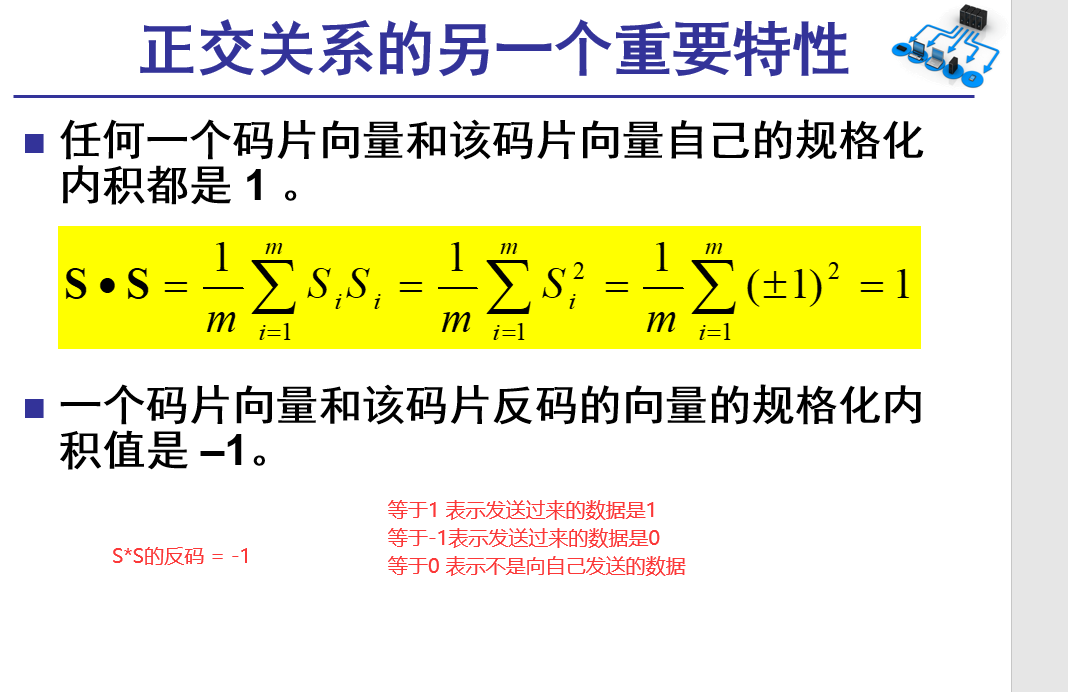 正交关系的另一个重要特性
■ 任何一个码片向量和该码片向量自己的规格化
内积都是 1 。
S • S = \frac{1}{m} \sum_{i=1}^{m} S_i S_i = \frac{1}{m} \sum_{i=1}^{m} S_i^2 = \frac{1}{m} \sum_{i=1}^{m} (±1)^2 = 1
■ 一个码片向量和该码片反码的向量的规格化内
积值是 –1。
等于1 表示发送过来的数据是1
等于-1表示发送过来的数据是0
S*S的反码 = -1
等于0 表示不是向自己发送的数据